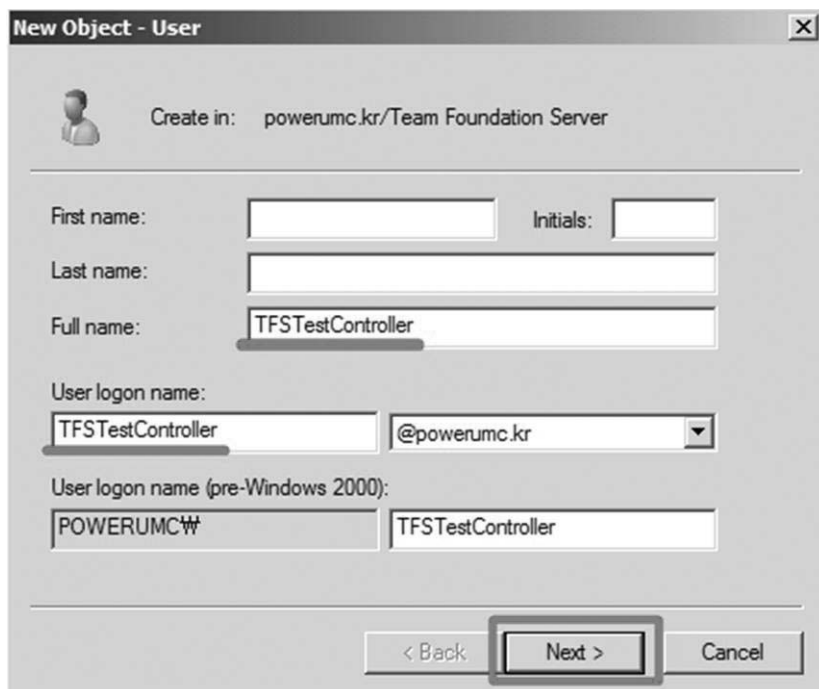 New Object - User
Create in: powerumc.kr/Team Foundation Server
First name: Initials:
Last name:
Full name: TFSTestController
User logon name:
TFSTestController @powerumc.kr
User logon name (pre-Windows 2000):
POWERUMC₩ TFSTestController
< Back Next > Cancel